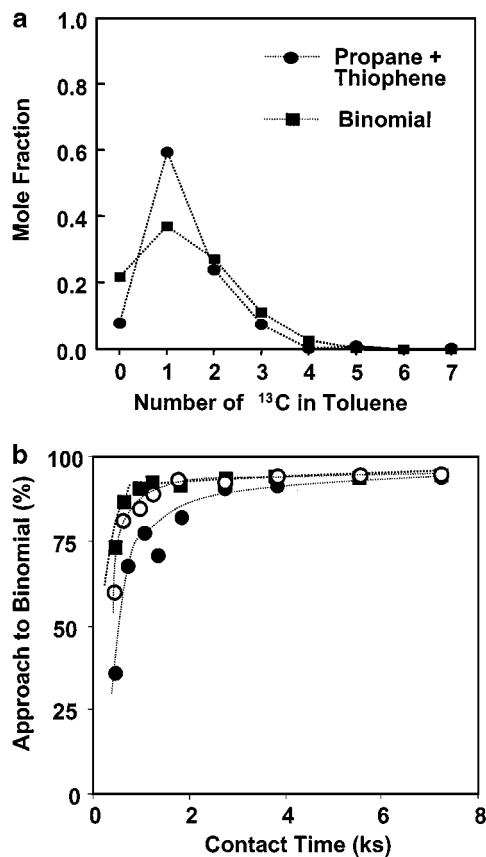 a
1.0
0.8
0.6
0.4
0.2
0.0
Mole Fraction
Propane +
Thiophene
Binomial
0 1 2 3 4 5 6 7
Number of ¹³C in Toluene
b
100
75
50
25
0
Approach to Binomial (%)
0 2 4 6 8
Contact Time (ks)